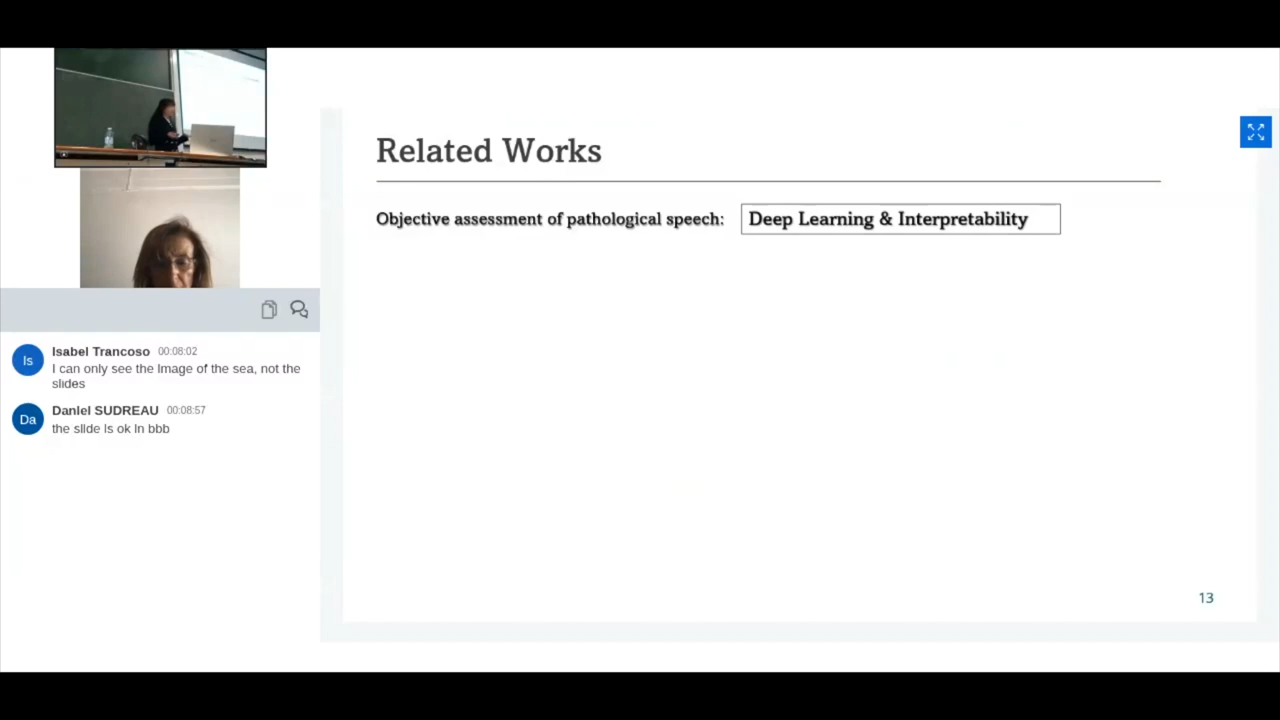 Related Works
Objective assessment of pathological speech:
Deep Learning & Interpretability
Is
Isabel Trancoso 00:08:02
I can only see the image of the sea, not the
slides
Da
Daniel SUDREAU 00:08:57
the slide is ok in bbb
13